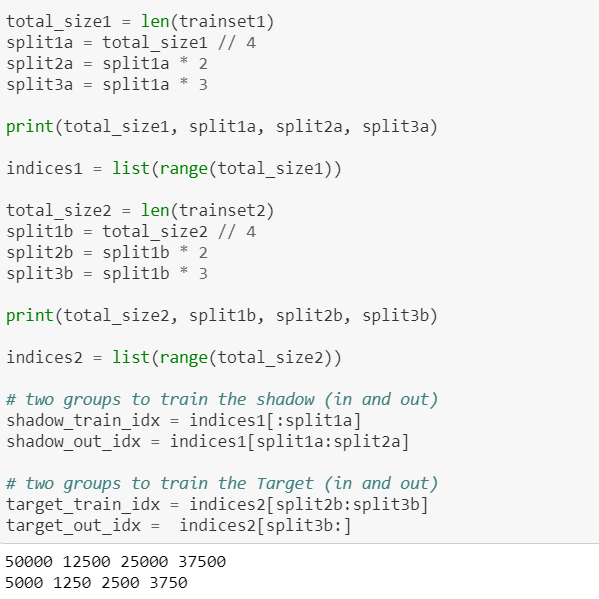 total_size1 = len(trainset1)
split1a = total_size1 // 4
split2a = split1a * 2
split3a = split1a * 3
print(total_size1, split1a, split2a, split3a)
indices1 = list(range(total_size1))
total_size2 = len(trainset2)
split1b = total_size2 // 4
split2b = split1b * 2
split3b = split1b * 3
print(total_size2, split1b, split2b, split3b)
indices2 = list(range(total_size2))
# two groups to train the shadow (in and out)
shadow_train_idx = indices1[:split1a]
shadow_out_idx = indices1[split1a:split2a]
# two groups to train the Target (in and out)
target_train_idx = indices2[split2b:split3b]
target_out_idx =  indices2[split3b:]
50000 12500 25000 37500
5000 1250 2500 3750